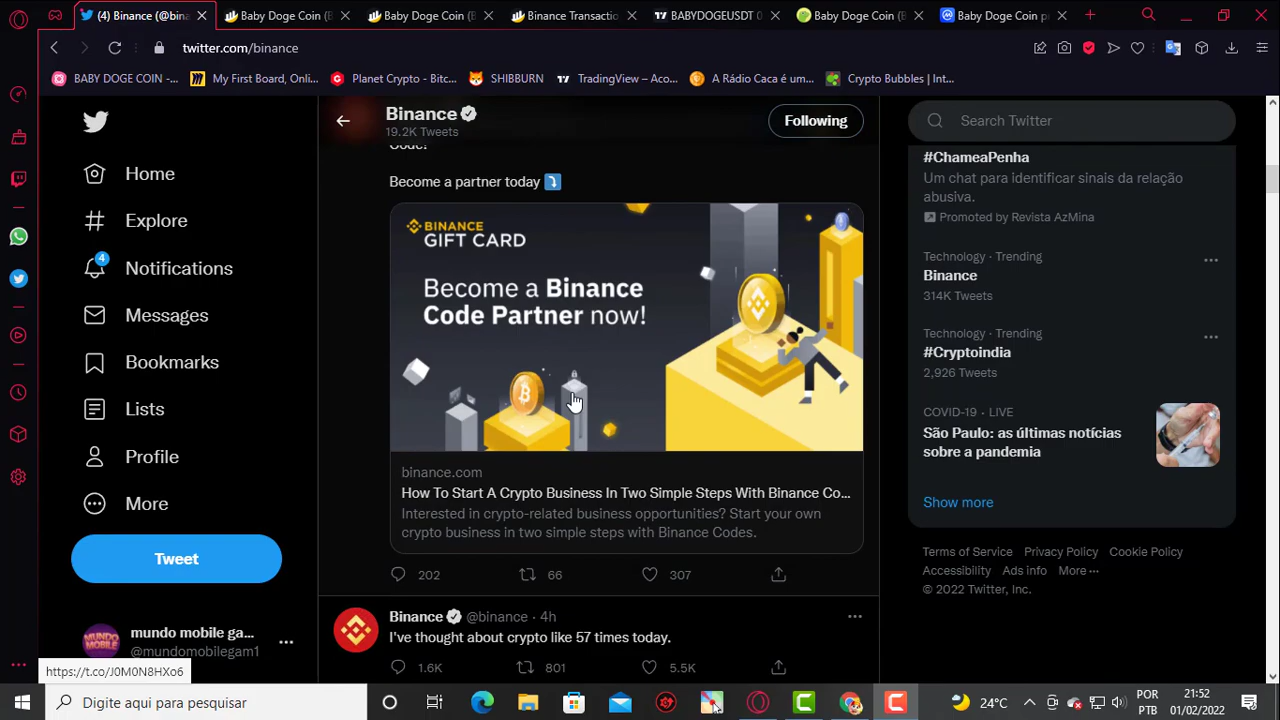 (4) Binance (@bina
Baby Doge Coin (B
Baby Doge Coin (B
Binance Transactio
BABYDOGEUSDT 0
Baby Doge Coin (B
Baby Doge Coin p
twitter.com/binance
BABY DOGE COIN -...
My First Board, Onli...
Planet Crypto - Bitc...
SHIBBURN
TradingView – Aco...
A Rádio Caca é um...
Crypto Bubbles | Int...
Home
Explore
4
Notifications
Messages
Bookmarks
Lists
Profile
More
Tweet
mundo mobile ga...
@mundomobilegam1
https://t.co/J0M0N8HXo6
Binance
19.2K Tweets
Following
Code!
Become a partner today
BINANCE
GIFT CARD
Become a Binance
Code Partner now!
binance.com
How To Start A Crypto Business In Two Simple Steps With Binance Co...
Interested in crypto-related business opportunities? Start your own
crypto business in two simple steps with Binance Codes.
202
66
307
Binance @binance · 4h
I've thought about crypto like 57 times today.
1.6K
801
5.5K
Search Twitter
#ChameaPenha
Um chat para identificar sinais da relação
abusiva.
Promoted by Revista AzMina
Technology · Trending
Binance
314K Tweets
Technology · Trending
#Cryptoindia
2,926 Tweets
COVID-19 · LIVE
São Paulo: as últimas notícias
sobre a pandemia
Show more
Terms of Service Privacy Policy Cookie Policy
Accessibility Ads info More ···
© 2022 Twitter, Inc.
Digite aqui para pesquisar
24°C
POR
PTB
21:52
01/02/2022